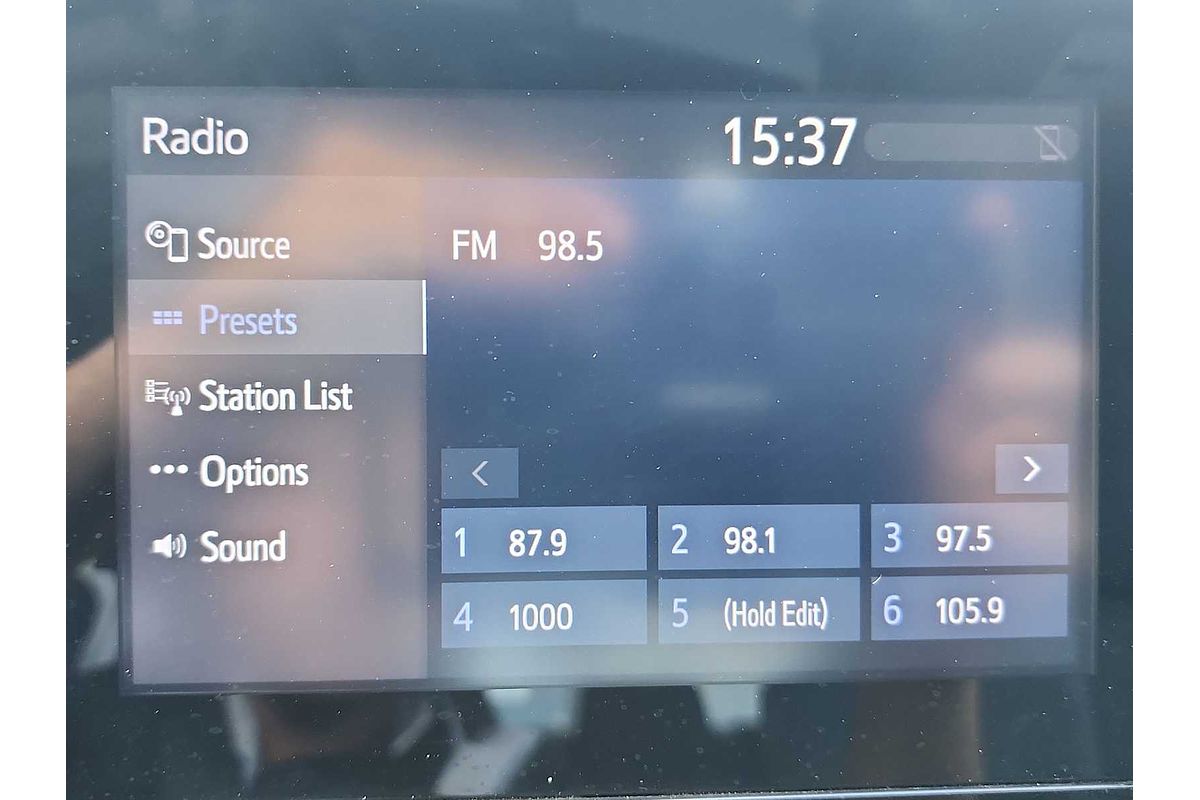 Radio 15:37
Source
FM 98.5
Presets
Station List
Options
Sound
1 87.9 2 98.1 3 97.5
4 1000 5 (Hold Edit) 6 105.9